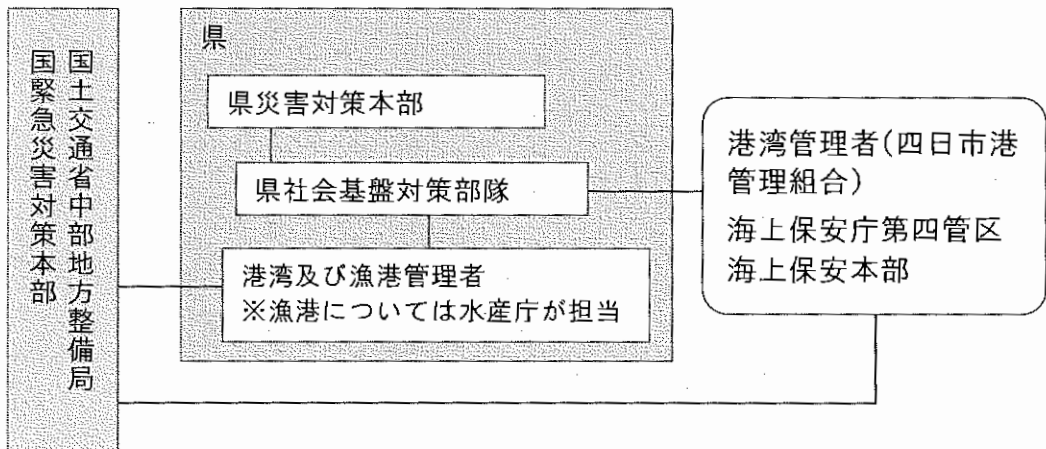 国土交通省中部地方整備局
国緊急災害対策本部
県
県災害対策本部
県社会基盤対策部隊
港湾及び漁港管理者
※漁港については水産庁が担当
港湾管理者(四日市港
管理組合)
海上保安庁第四管区
海上保安本部